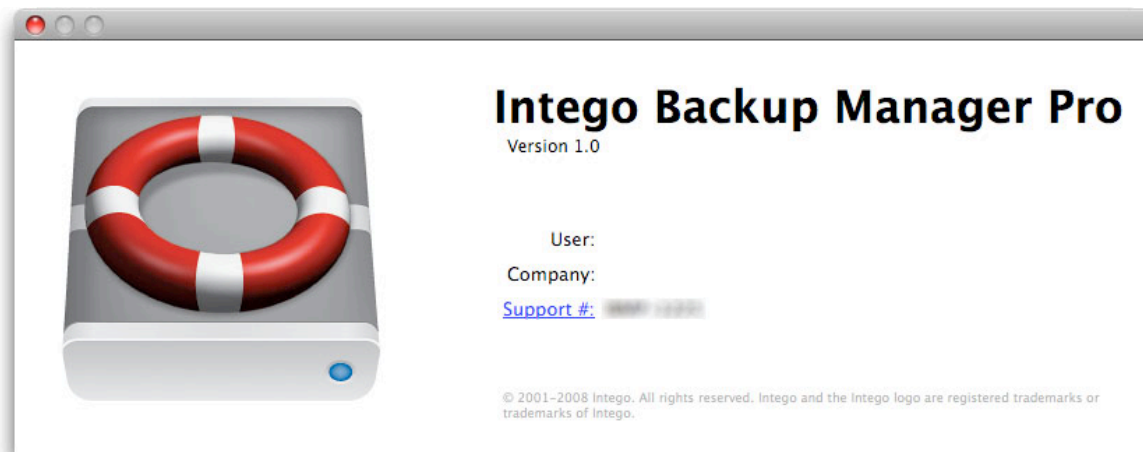 Intego Backup Manager Pro
Version 1.0
User:
Company:
Support #:
© 2001–2008 Intego. All rights reserved. Intego and the Intego logo are registered trademarks or
trademarks of Intego.